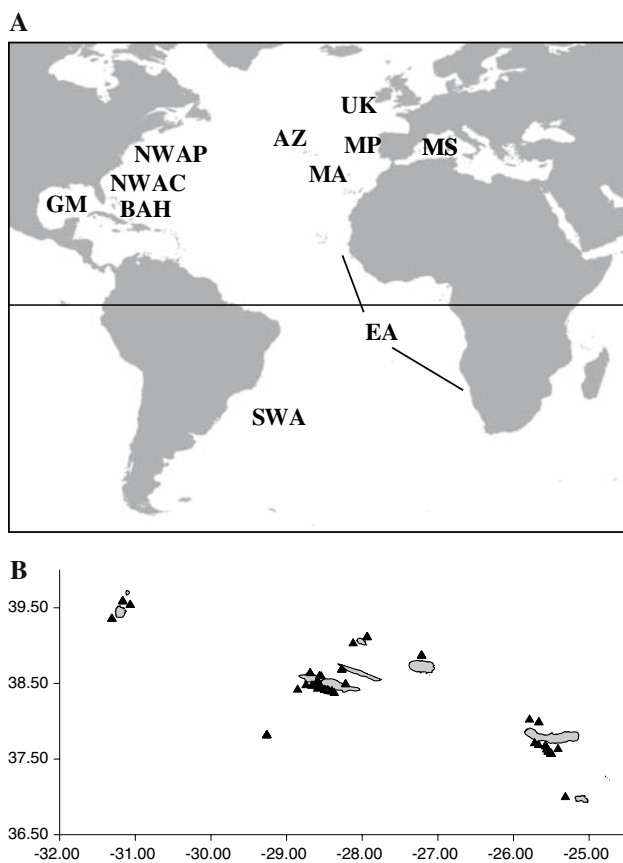 A
UK
AZ
MP
MS
NWAP
MA
NWAC
GM
BAH
EA
SWA
B
39.50
38.50
37.50
36.50
-32.00 -31.00 -30.00 -29.00 -28.00 -27.00 -26.00 -25.00